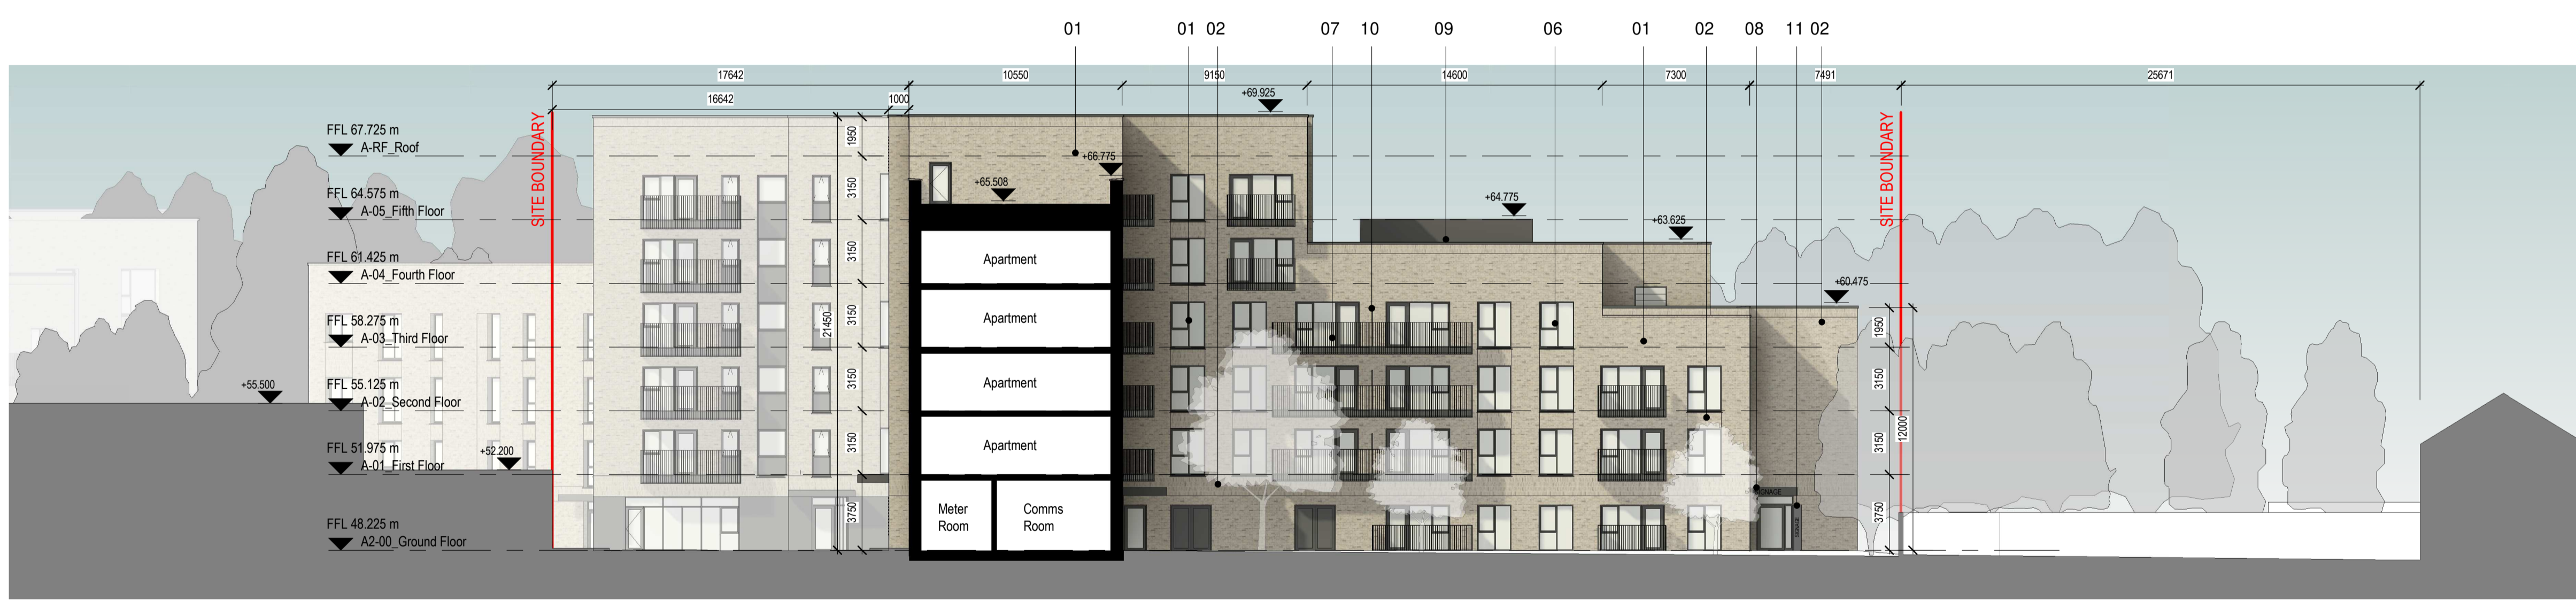 01
01 02
07 10
09
06
01
02
08
11 02
17642
10550
9150
14600
7300
7491
25671
16642
1000
+69.925
SITE BOUNDARY
SITE BOUNDARY
FFL 67.725 m
A-RF_Roof
1950
+66.775
+65.508
FFL 64.575 m
A-05_Fifth Floor
3150
+64.775
+63.625
FFL 61.425 m
A-04_Fourth Floor
3150
Apartment
+60.475
FFL 58.275 m
A-03_Third Floor
21450
3150
Apartment
1950
+55.500
FFL 55.125 m
A-02_Second Floor
3150
Apartment
3150
FFL 51.975 m
A-01_First Floor
+52.200
3150
Apartment
3150
12000
SIGNAGE
SIGNAGE
FFL 48.225 m
A2-00_Ground Floor
3750
Meter
Room
Comms
Room
3750